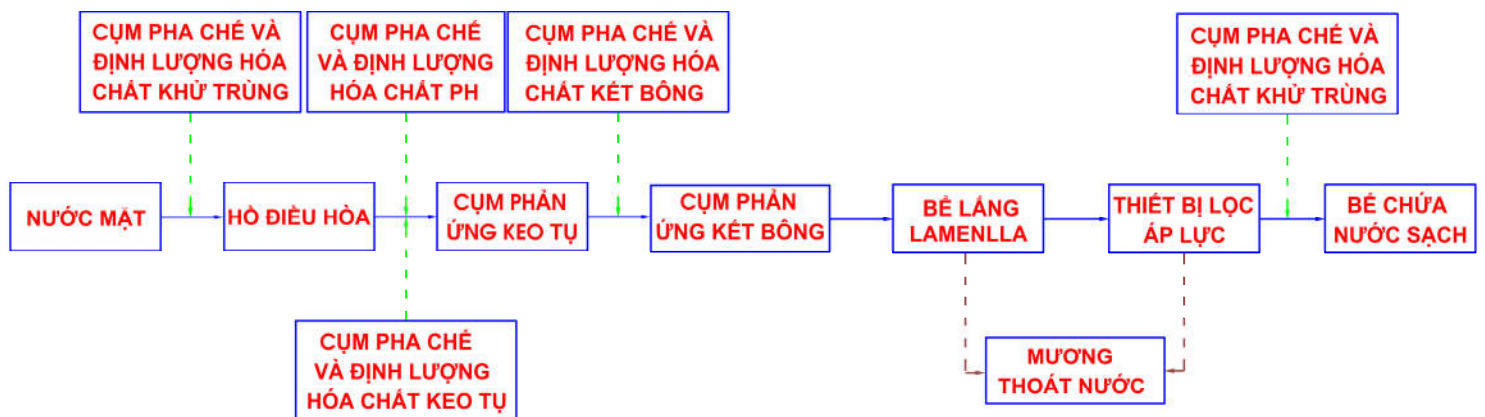 CỤM PHA CHẾ VÀ
ĐỊNH LƯỢNG HÓA
CHẤT KHỬ TRÙNG
CỤM PHA CHẾ
VÀ ĐỊNH LƯỢNG
HÓA CHẤT PH
CỤM PHA CHẾ VÀ
ĐỊNH LƯỢNG HÓA
CHẤT KẾT BÔNG
CỤM PHA CHẾ VÀ
ĐỊNH LƯỢNG HÓA
CHẤT KHỬ TRÙNG
NƯỚC MẶT
HỒ ĐIỀU HÒA
CỤM PHẢN
ỨNG KEO TỤ
CỤM PHẢN
ỨNG KẾT BÔNG
BỂ LẮNG
LAMENLLA
THIẾT BỊ LỌC
ÁP LỰC
BỂ CHỨA
NƯỚC SẠCH
CỤM PHA CHẾ
VÀ ĐỊNH LƯỢNG
HÓA CHẤT KEO TỤ
MƯƠNG
THOÁT NƯỚC